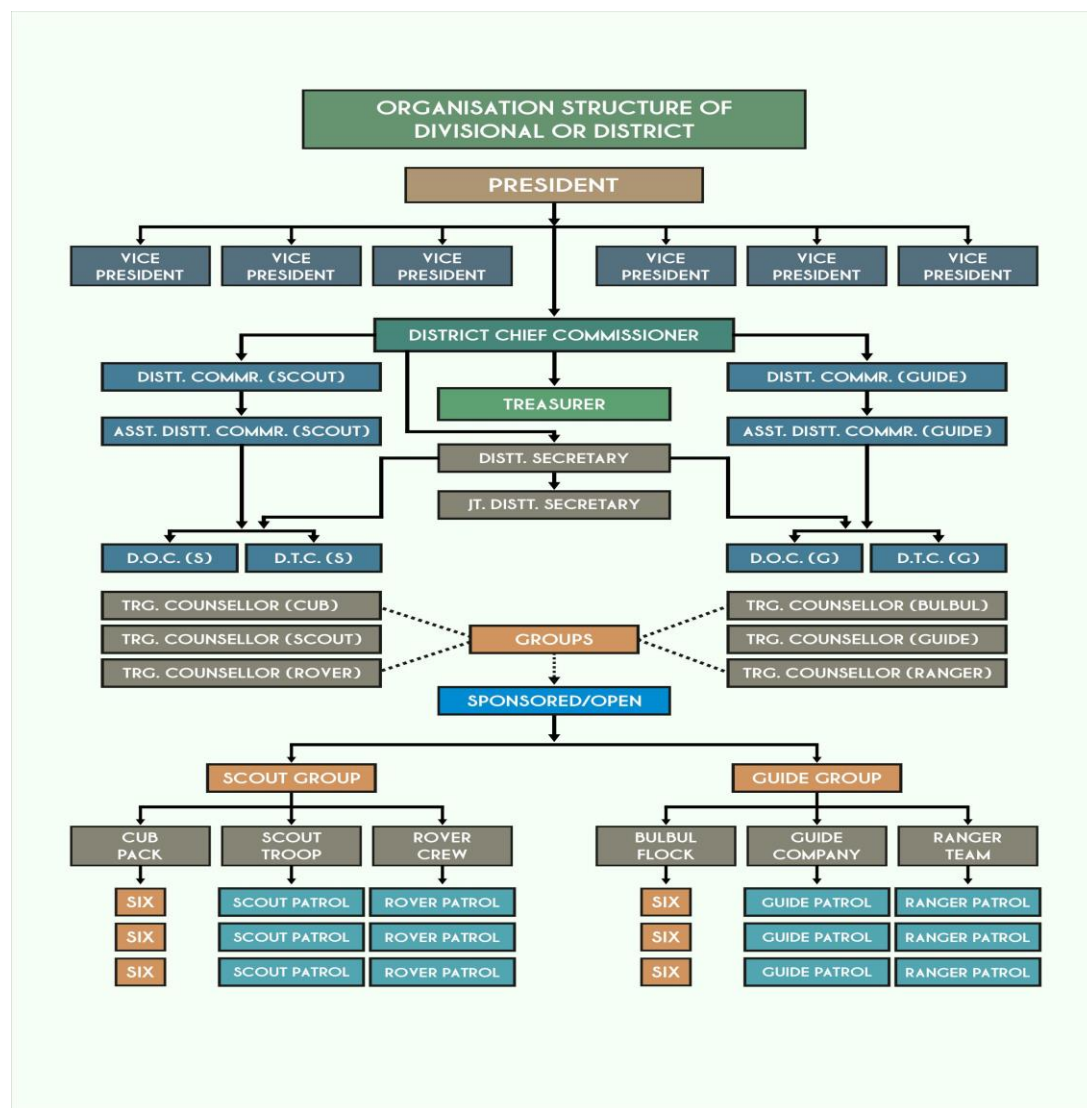 ORGANISATION STRUCTURE OF
DIVISIONAL OR DISTRICT
PRESIDENT
VICE
PRESIDENT
VICE
PRESIDENT
VICE
PRESIDENT
VICE
PRESIDENT
VICE
PRESIDENT
VICE
PRESIDENT
DISTRICT CHIEF COMMISSIONER
DISTT. COMMR. (SCOUT)
DISTT. COMMR. (GUIDE)
TREASURER
ASST. DISTT. COMMR. (SCOUT)
ASST. DISTT. COMMR. (GUIDE)
DISTT. SECRETARY
JT. DISTT. SECRETARY
D.O.C. (S)
D.T.C. (S)
D.O.C. (G)
D.T.C. (G)
TRG. COUNSELLOR (CUB)
TRG. COUNSELLOR (SCOUT)
TRG. COUNSELLOR (ROVER)
GROUPS
TRG. COUNSELLOR (BULBUL)
TRG. COUNSELLOR (GUIDE)
TRG. COUNSELLOR (RANGER)
SPONSORED/OPEN
SCOUT GROUP
GUIDE GROUP
CUB
PACK
SCOUT
TROOP
ROVER
CREW
BULBUL
FLOCK
GUIDE
COMPANY
RANGER
TEAM
SIX
SCOUT PATROL
ROVER PATROL
SIX
GUIDE PATROL
RANGER PATROL
SIX
SCOUT PATROL
ROVER PATROL
SIX
GUIDE PATROL
RANGER PATROL
SIX
SCOUT PATROL
ROVER PATROL
SIX
GUIDE PATROL
RANGER PATROL